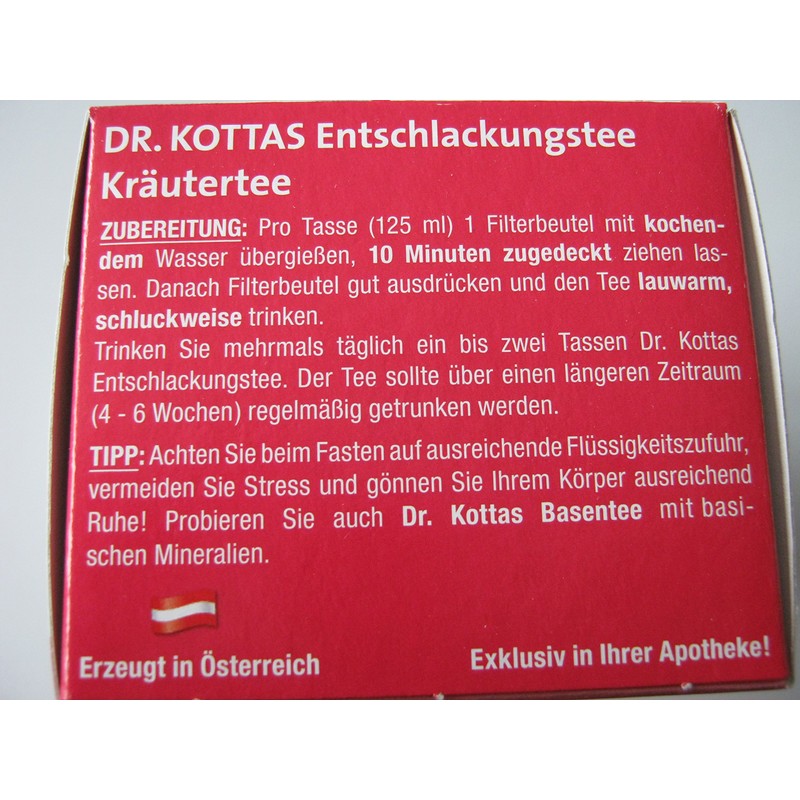 DR. KOTTAS Entschlackungstee
Kräutertee
ZUBEREITUNG: Pro Tasse (125 ml) 1 Filterbeutel mit kochen-
dem Wasser übergießen, 10 Minuten zugedeckt ziehen las-
sen. Danach Filterbeutel gut ausdrücken und den Tee lauwarm,
schluckweise trinken.
Trinken Sie mehrmals täglich ein bis zwei Tassen Dr. Kottas
Entschlackungstee. Der Tee sollte über einen längeren Zeitraum
(4 - 6 Wochen) regelmäßig getrunken werden.
TIPP: Achten Sie beim Fasten auf ausreichende Flüssigkeitszufuhr,
vermeiden Sie Stress und gönnen Sie Ihrem Körper ausreichend
Ruhe! Probieren Sie auch Dr. Kottas Basentee mit basi-
schen Mineralien.
Erzeugt in Österreich
Exklusiv in Ihrer Apotheke!